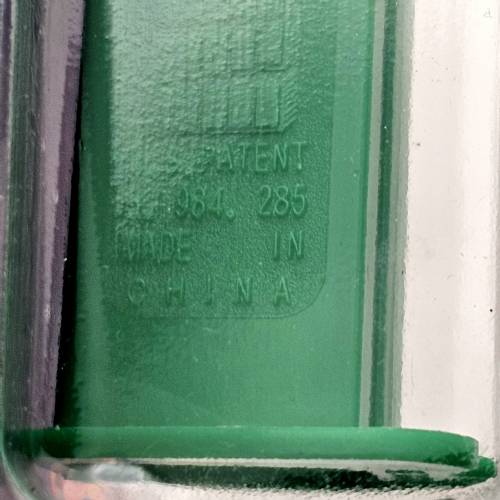 PATENT
984. 285
MADE IN
CHINA